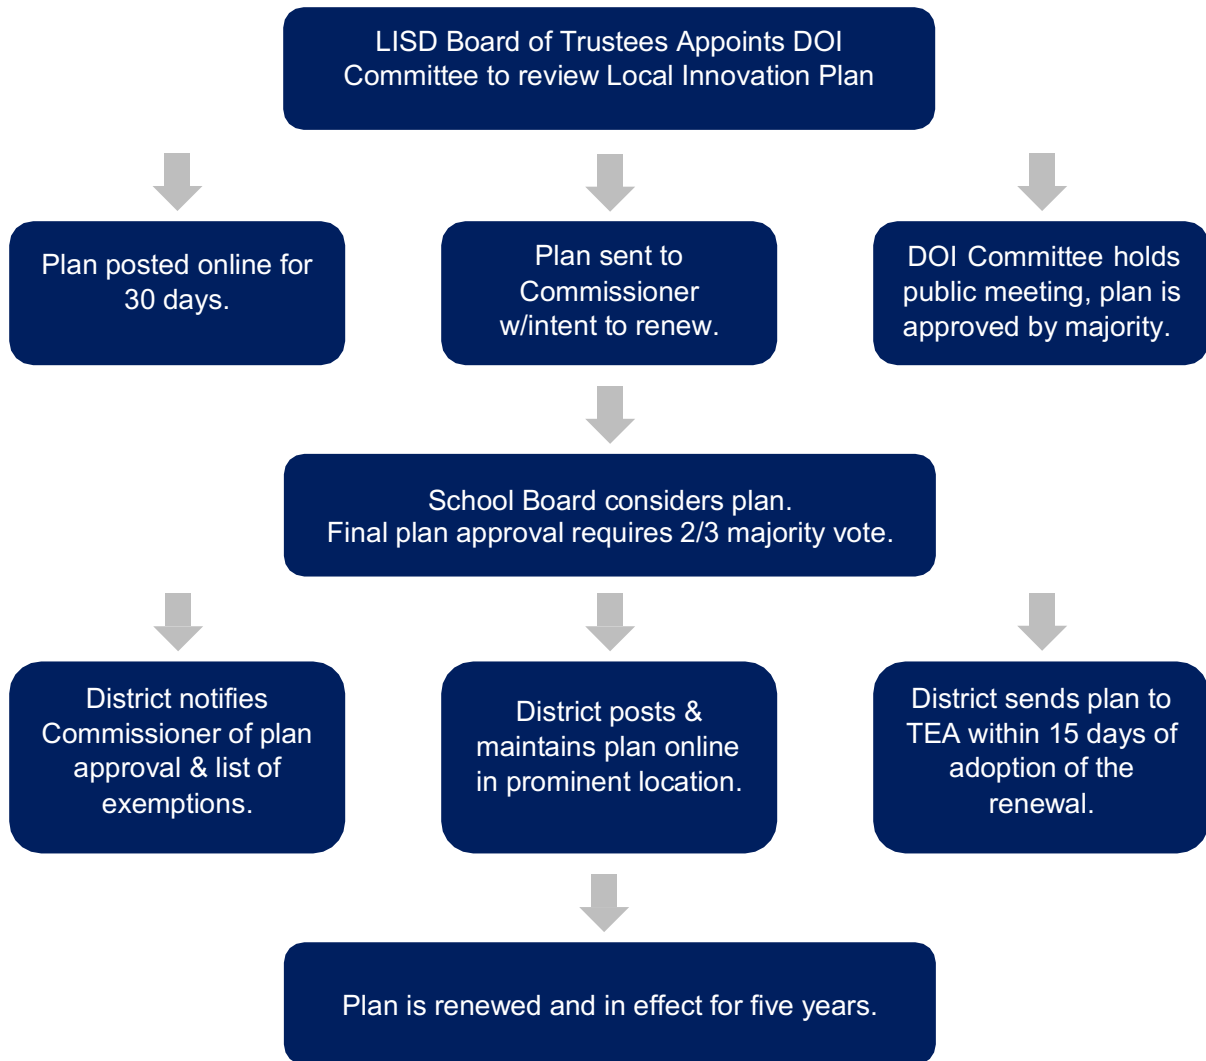 LISD Board of Trustees Appoints DOI
Committee to review Local Innovation Plan
Plan posted online for
30 days.
Plan sent to
Commissioner
w/intent to renew.
DOI Committee holds
public meeting, plan is
approved by majority.
School Board considers plan.
Final plan approval requires 2/3 majority vote.
District notifies
Commissioner of plan
approval & list of
exemptions.
District posts &
maintains plan online
in prominent location.
District sends plan to
TEA within 15 days of
adoption of the
renewal.
Plan is renewed and in effect for five years.